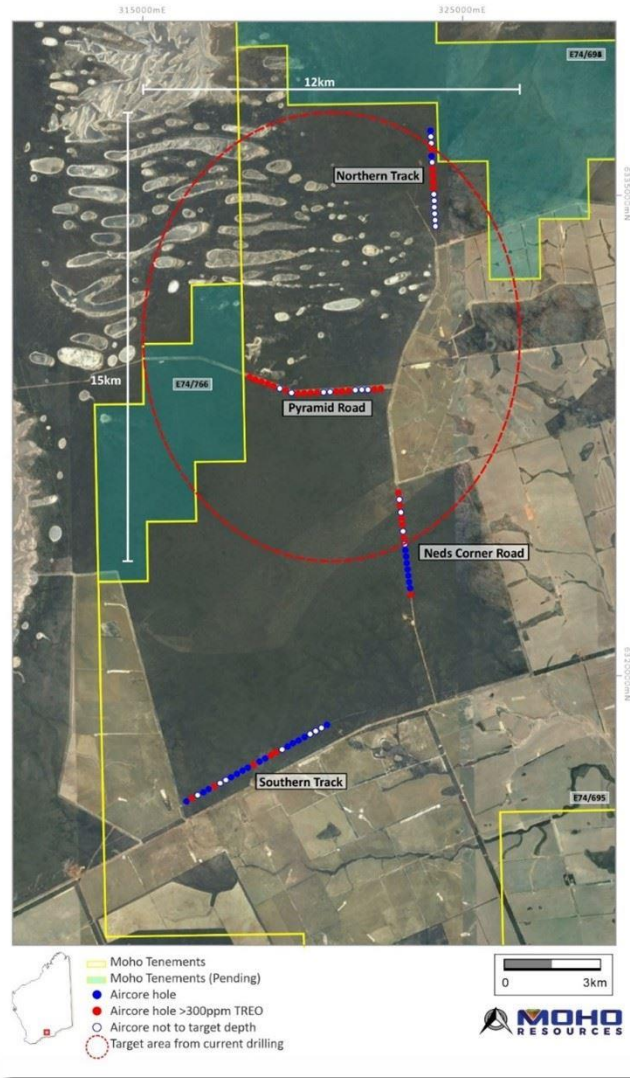 315000mE 325000mE
E74/698
12km
Northern Track
6335000mN
15km
E74/766
Pyramid Road
Neds Corner Road
6320000mN
Southern Track
E74/695
Moho Tenements
Moho Tenements (Pending)
Aircore hole
Aircore hole >300ppm TREO
Aircore not to target depth
Target area from current drilling
0 3km
MOHO
RESOURCES